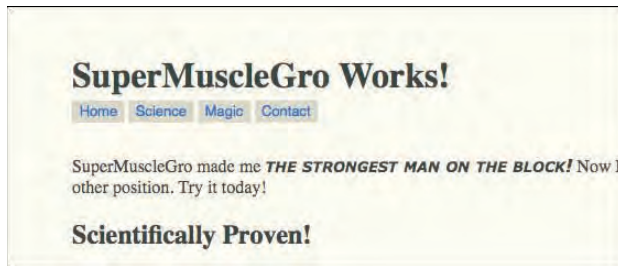 SuperMuscleGro Works!
Home Science Magic Contact
SuperMuscleGro made me THE STRONGEST MAN ON THE BLOCK! Now
other position. Try it today!
Scientifically Proven!